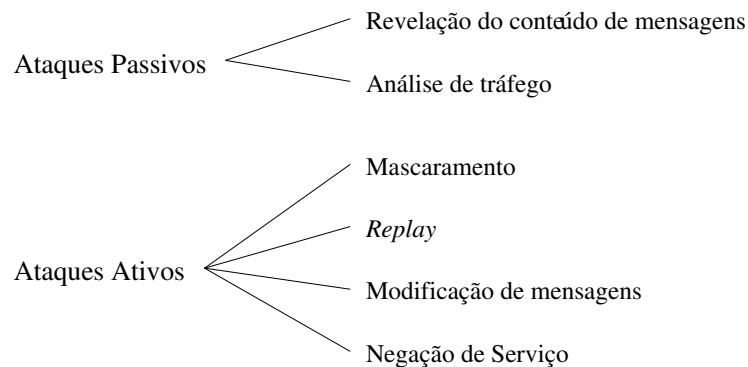 Revelação do conteúdo de mensagens
Ataques Passivos
Análise de tráfego
Mascaramento
Replay
Ataques Ativos
Modificação de mensagens
Negação de Serviço